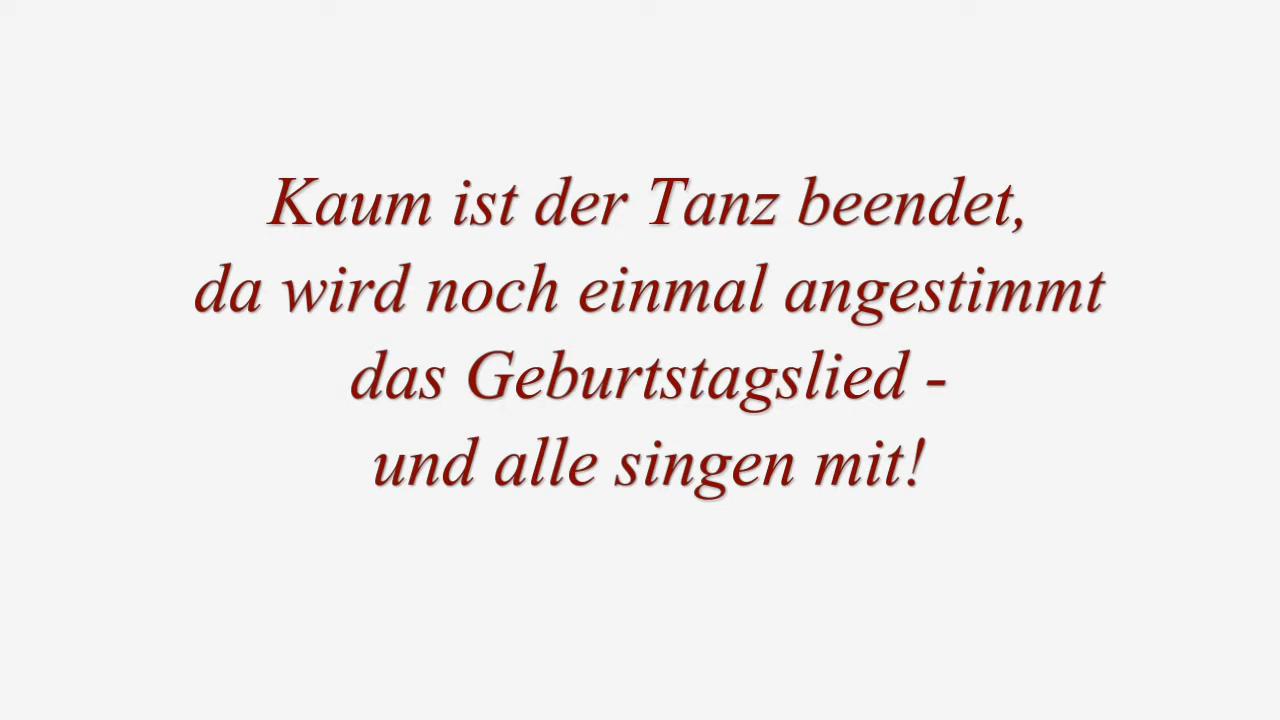 Kaum ist der Tanz beendet,
da wird noch einmal angestimmt
das Geburtstagslied -
und alle singen mit!